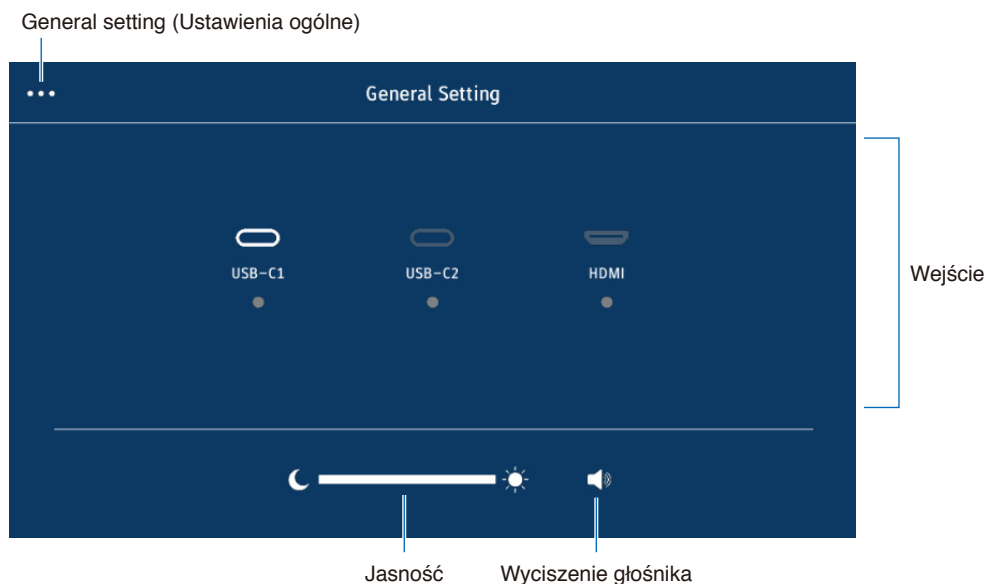 General setting (Ustawienia ogólne)
General Setting
USB-C1
USB-C2
HDMI
Wejście
Jasność
Wyciszenie głośnika